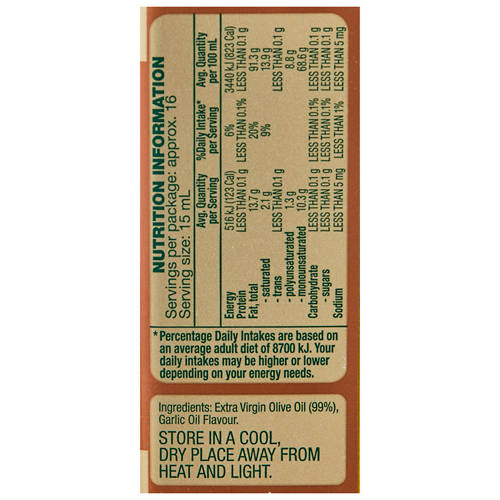 NUTRITION INFORMATION
Servings per package: approx. 16
Serving size: 15 mL
Avg. Quantity per Serving %Daily Intake* per Serving Avg. Quantity per 100 mL
Energy 516 kJ (123 Cal) 6% 3440 kJ (823 Cal)
Protein LESS THAN 0.1 g LESS THAN 0.1% LESS THAN 0.1 g
Fat, total 13.7 g 20% 91.3 g
- saturated 2.1 g 9% 13.9 g
- trans LESS THAN 0.1 g LESS THAN 0.1 g
- polyunsaturated 1.3 g 8.8 g
- monounsaturated 10.3 g 68.6 g
Carbohydrate LESS THAN 0.1 g LESS THAN 0.1% LESS THAN 0.1 g
- sugars LESS THAN 0.1 g LESS THAN 0.1% LESS THAN 0.1 g
Sodium LESS THAN 5 mg LESS THAN 1% LESS THAN 5 mg
*Percentage Daily Intakes are based on
an average adult diet of 8700 kJ. Your
daily intakes may be higher or lower
depending on your energy needs.
Ingredients: Extra Virgin Olive Oil (99%),
Garlic Oil Flavour.
STORE IN A COOL,
DRY PLACE AWAY FROM
HEAT AND LIGHT.